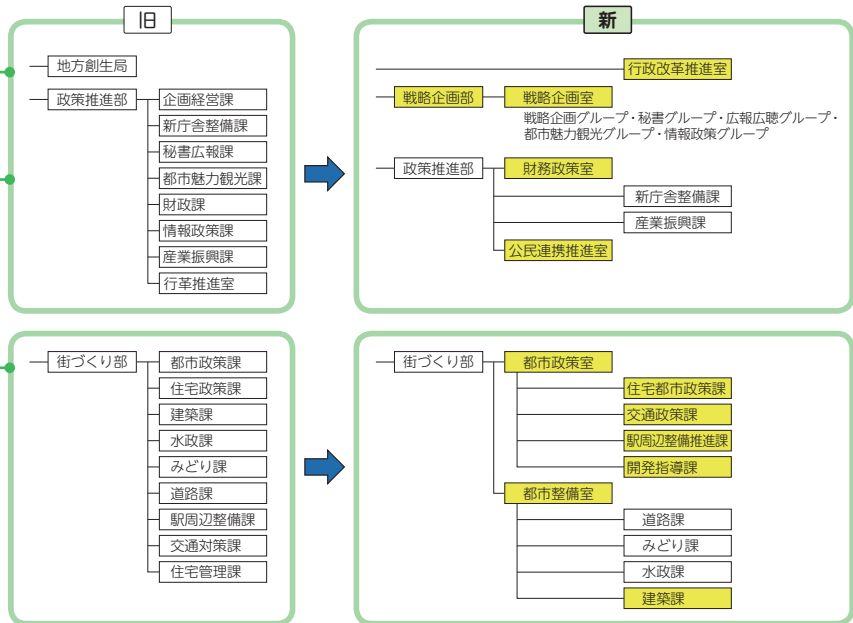 旧
地方創生局
政策推進部
企画経営課
新庁舎整備課
秘書広報課
都市魅力観光課
財政課
情報政策課
産業振興課
行革推進室
新
行政改革推進室
戦略企画部
戦略企画室
戦略企画グループ・秘書グループ・広報広聴グループ・
都市魅力観光グループ・情報政策グループ
政策推進部
財務政策室
新庁舎整備課
産業振興課
公民連携推進室
街づくり部
都市政策課
住宅政策課
建築課
水政課
みどり課
道路課
駅周辺整備課
交通対策課
住宅管理課
街づくり部
都市政策室
住宅都市政策課
交通政策課
駅周辺整備推進課
開発指導課
都市整備室
道路課
みどり課
水政課
建築課